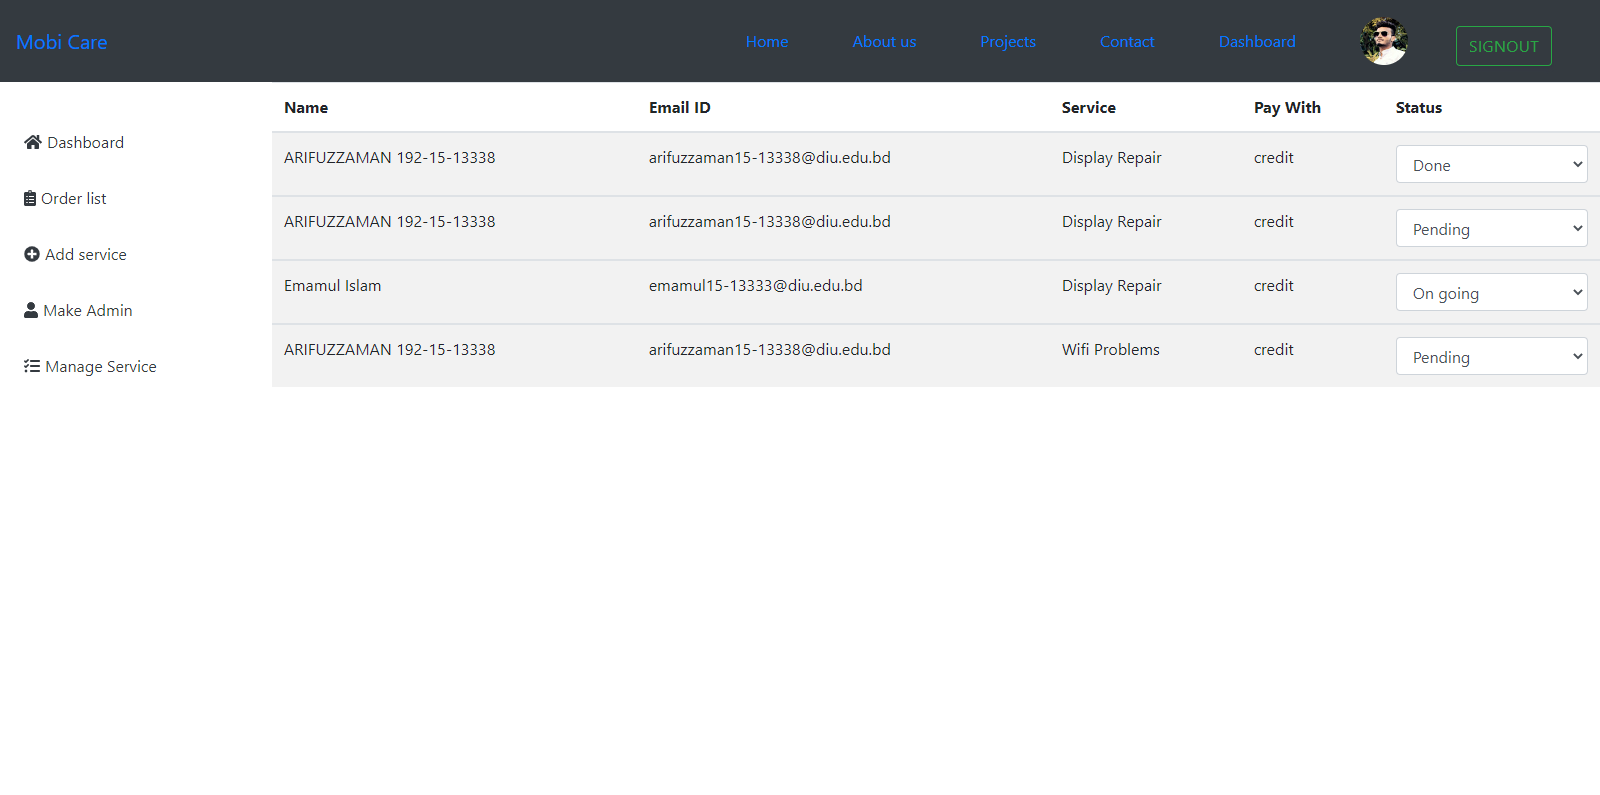 Mobi Care Home About us Projects Contact Dashboard SIGNOUT
Dashboard
Order list
Add service
Make Admin
Manage Service
Name Email ID Service Pay With Status
ARIFUZZAMAN 192-15-13338 arifuzzaman15-13338@diu.edu.bd Display Repair credit Done
ARIFUZZAMAN 192-15-13338 arifuzzaman15-13338@diu.edu.bd Display Repair credit Pending
Emamul Islam emamul15-13333@diu.edu.bd Display Repair credit On going
ARIFUZZAMAN 192-15-13338 arifuzzaman15-13338@diu.edu.bd Wifi Problems credit Pending